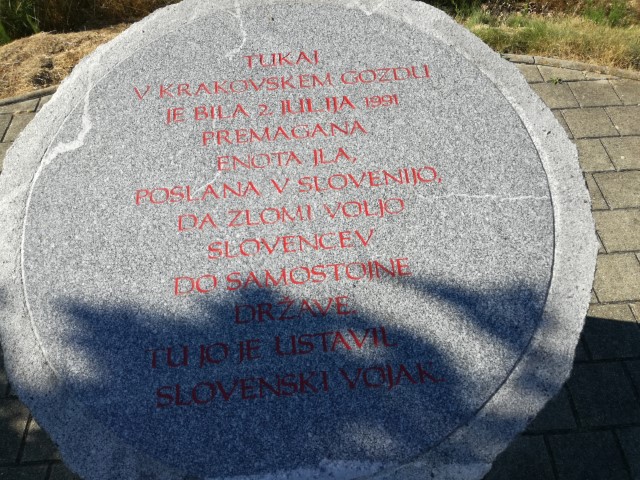 TUKAJ
V KRAKOVSKEM GOZDU
JE BILA 2. JULIJA 1991
PREMAGANA
ENOTA JLA,
POSLANA V SLOVENIJO,
DA ZLOMI VOLJO
SLOVENCEV
DO SAMOSTOJNE
DRŽAVE.
TU JO JE USTAVIL
SLOVENSKI VOJAK.